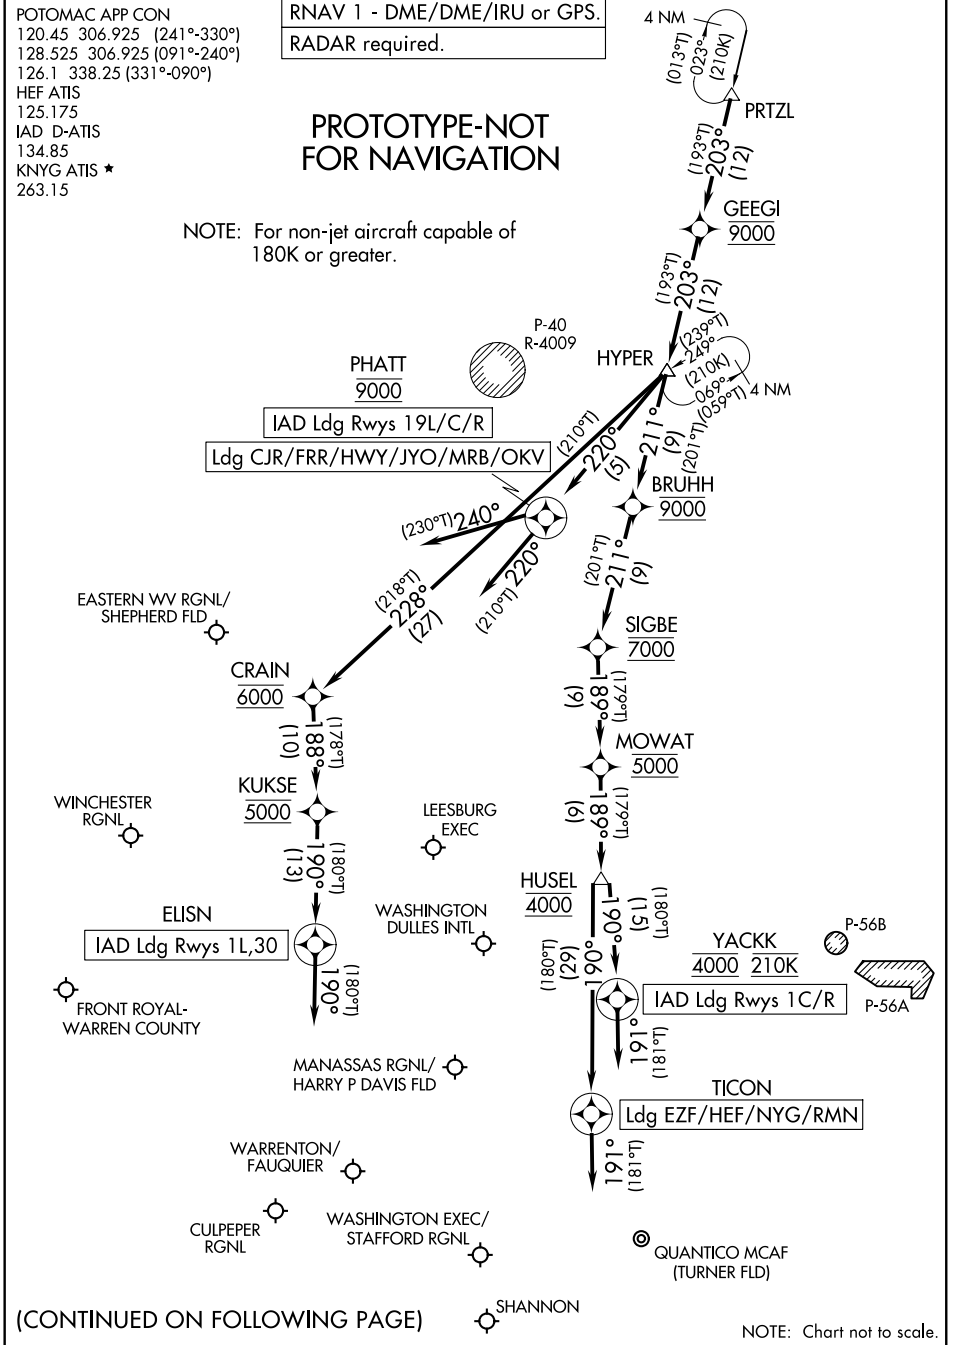 POTOMAC APP CON
120.45 306.925 (241°-330°)
128.525 306.925 (091°-240°)
126.1 338.25 (331°-090°)
HEF ATIS
125.175
IAD D-ATIS
134.85
KNYG ATIS ★
263.15
RNAV 1 - DME/DME/IRU or GPS.
RADAR required.
PROTOTYPE-NOT
FOR NAVIGATION
NOTE: For non-jet aircraft capable of
180K or greater.
4 NM
(013°T)
023°
(210K)
PRTZL
(193°T)
203°
(12)
GEEGI
9000
(193°T)
203°
(12)
P-40
R-4009
HYPER
(239°T)
249°
(210K)
069°
(059°T)
4 NM
PHATT
9000
IAD Ldg Rwys 19L/C/R
Ldg CJR/FRR/HWY/JYO/MRB/OKV
(210°T)
220°
(5)
211°
(9)
(201°T)
BRUHH
9000
(230°T)
240°
(210°T)
220°
(201°T)
211°
(9)
(218°T)
228°
(27)
EASTERN WV RGNL/
SHEPHERD FLD
SIGBE
7000
CRAIN
6000
(179°T)
189°
(9)
(178°T)
188°
(10)
MOWAT
5000
KUKSE
5000
(179°T)
189°
(6)
WINCHESTER
RGNL
LEESBURG
EXEC
(180°T)
190°
(13)
HUSEL
4000
(180°T)
(15)
190°
ELISN
IAD Ldg Rwys 1L,30
WASHINGTON
DULLES INTL
(180°T)
(29)
190°
YACKK
4000 210K
IAD Ldg Rwys 1C/R
P-56B
P-56A
(180°T)
190°
FRONT ROYAL-
WARREN COUNTY
191°
(181°T)
MANASSAS RGNL/
HARRY P DAVIS FLD
TICON
Ldg EZF/HEF/NYG/RMN
191°
(181°T)
WARRENTON/
FAUQUIER
CULPEPER
RGNL
WASHINGTON EXEC/
STAFFORD RGNL
QUANTICO MCAF
(TURNER FLD)
SHANNON
(CONTINUED ON FOLLOWING PAGE)
NOTE: Chart not to scale.